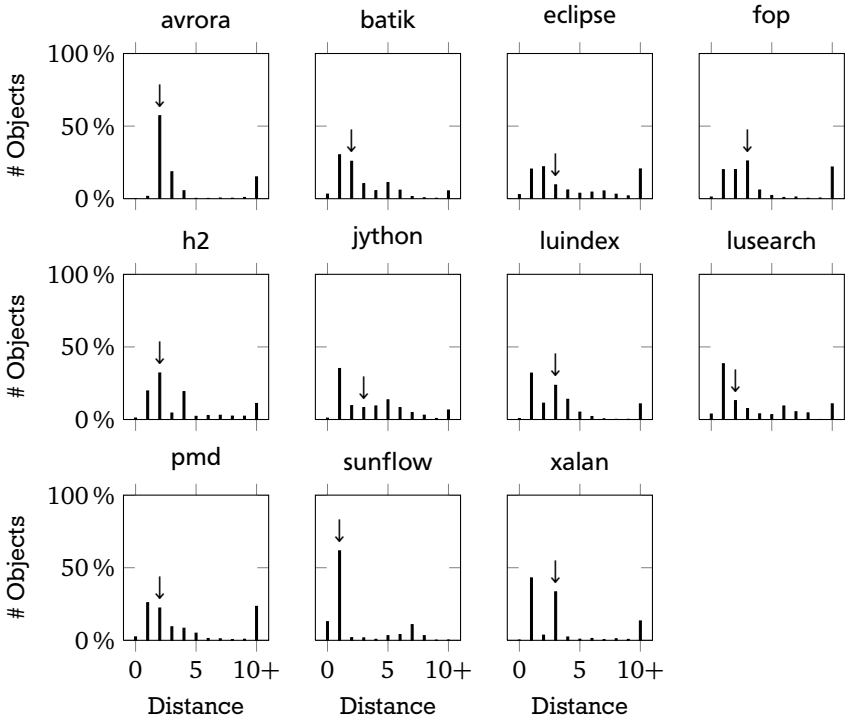 avrora batik eclipse fop
100 %
50 %
0 %
# Objects
h2 jython luindex lusearch
100 %
50 %
0 %
# Objects
pmd sunflow xalan
100 %
50 %
0 %
# Objects
0 5 10+ 0 5 10+ 0 5 10+
Distance Distance Distance